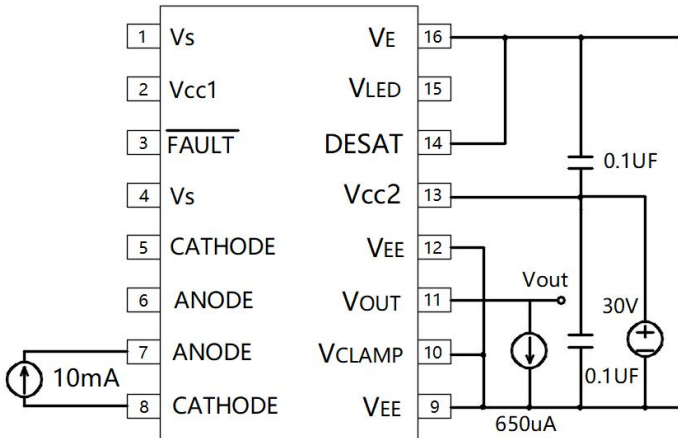 1 Vs VE 16
2 Vcc1 VLED 15
3 FAULT DESAT 14
0.1UF
4 Vs Vcc2 13
5 CATHODE VEE 12
Vout
6 ANODE VOUT 11
30V
7 ANODE VCLAMP 10
10mA
0.1UF
8 CATHODE VEE 9
650uA